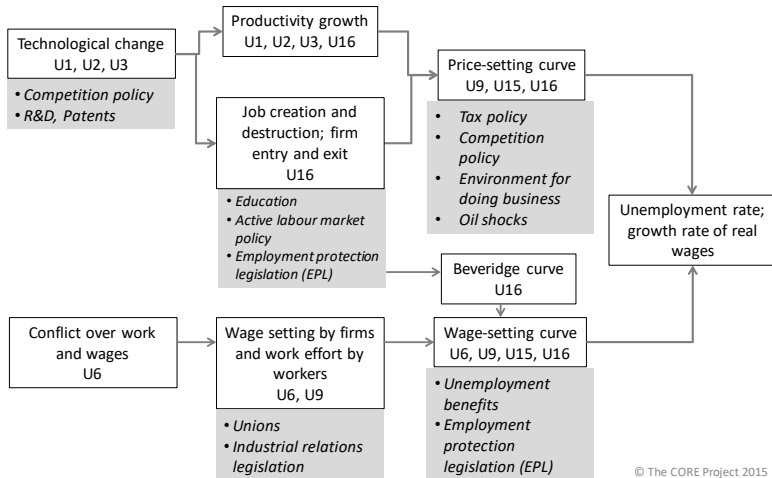 Technological change
U1, U2, U3
• Competition policy
• R&D, Patents
Productivity growth
U1, U2, U3, U16
Job creation and
destruction; firm
entry and exit
U16
• Education
• Active labour market
policy
• Employment protection
legislation (EPL)
Price-setting curve
U9, U15, U16
• Tax policy
• Competition
policy
• Environment for
doing business
• Oil shocks
Unemployment rate;
growth rate of real
wages
Beveridge curve
U16
Conflict over work
and wages
U6
Wage setting by firms
and work effort by
workers
U6, U9
• Unions
• Industrial relations
legislation
Wage-setting curve
U6, U9, U15, U16
• Unemployment
benefits
• Employment
protection
legislation (EPL)
© The CORE Project 2015